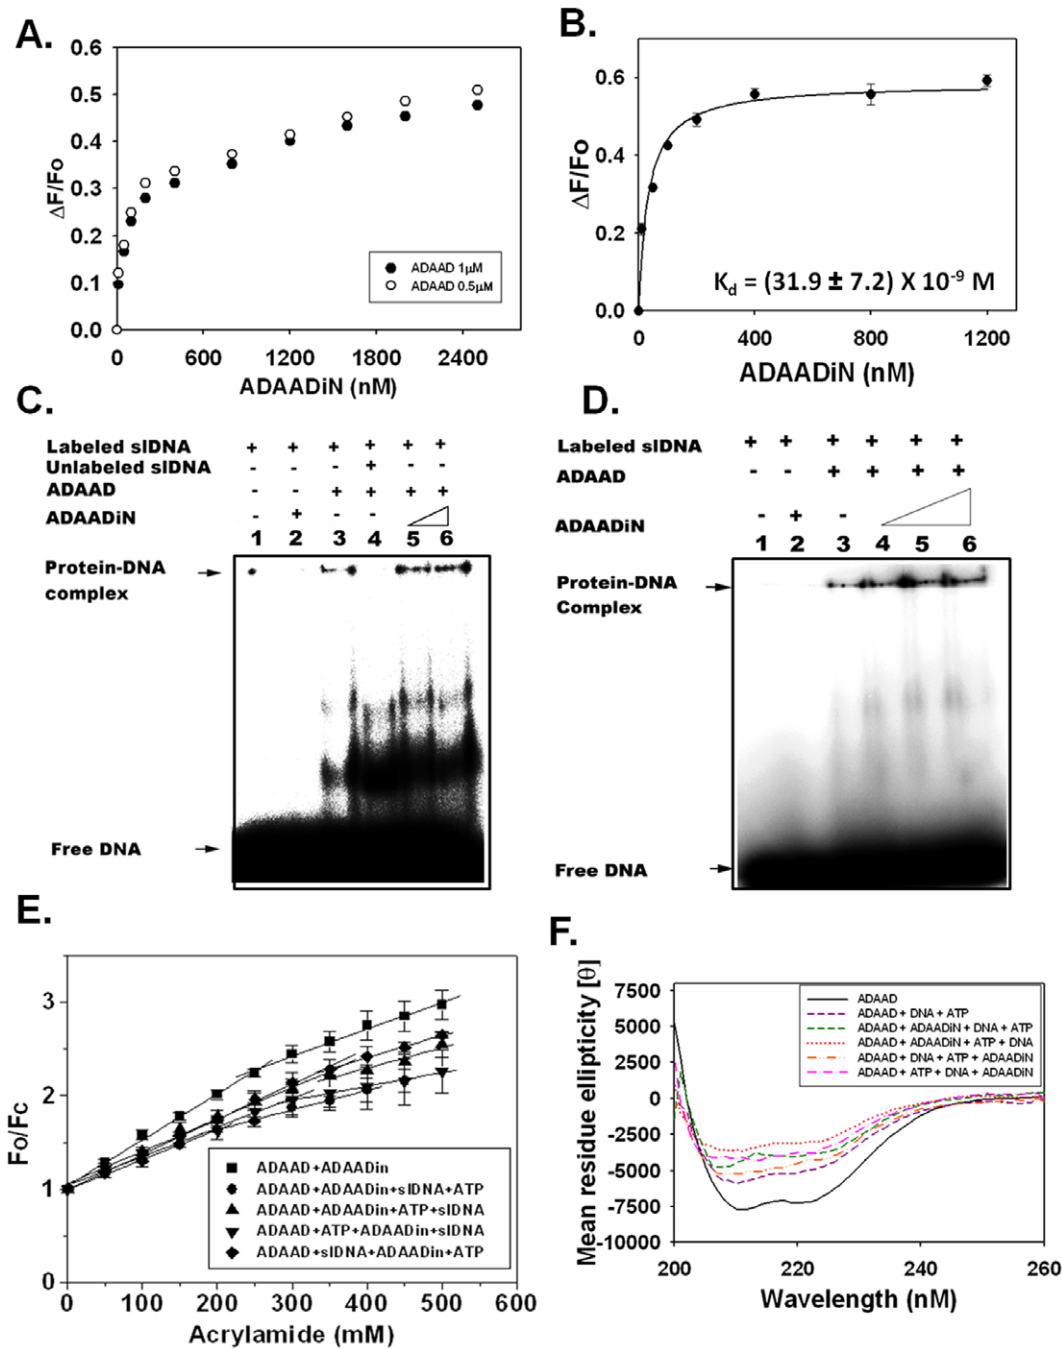 A.
0.6
0.5
0.4
0.3
0.2
0.1
0.0
ΔF/Fo
ADAAD 1µM
ADAAD 0.5µM
0 600 1200 1800 2400
ADAADiN (nM)
B.
0.6
0.4
0.2
0.0
ΔF/Fo
Kd = (31.9 ± 7.2) X 10-9 M
0 400 800 1200
ADAADiN (nM)
C.
Labeled slDNA + + + + + +
Unlabeled slDNA - - - + - -
ADAAD - - + + + +
ADAADiN - + - -
1 2 3 4 5 6
Protein-DNA
complex
Free DNA
D.
Labeled slDNA + + + + + +
ADAAD - - + + + +
ADAADiN - + -
1 2 3 4 5 6
Protein-DNA
Complex
Free DNA
E.
3
2
1
0
Fo/Fc
ADAAD+ADAADin
ADAAD+ADAADin+slDNA+ATP
ADAAD+ADAADin+ATP+slDNA
ADAAD+ATP+ADAADin+slDNA
ADAAD+slDNA+ADAADin+ATP
0 100 200 300 400 500 600
Acrylamide (mM)
F.
Mean residue ellipticity [θ]
7500
5000
2500
0
-2500
-5000
-7500
-10000
ADAAD
ADAAD + DNA + ATP
ADAAD + ADAADiN + DNA + ATP
ADAAD + ADAADiN + ATP + DNA
ADAAD + DNA + ATP + ADAADiN
ADAAD + ATP + DNA + ADAADiN
200 220 240 260
Wavelength (nM)